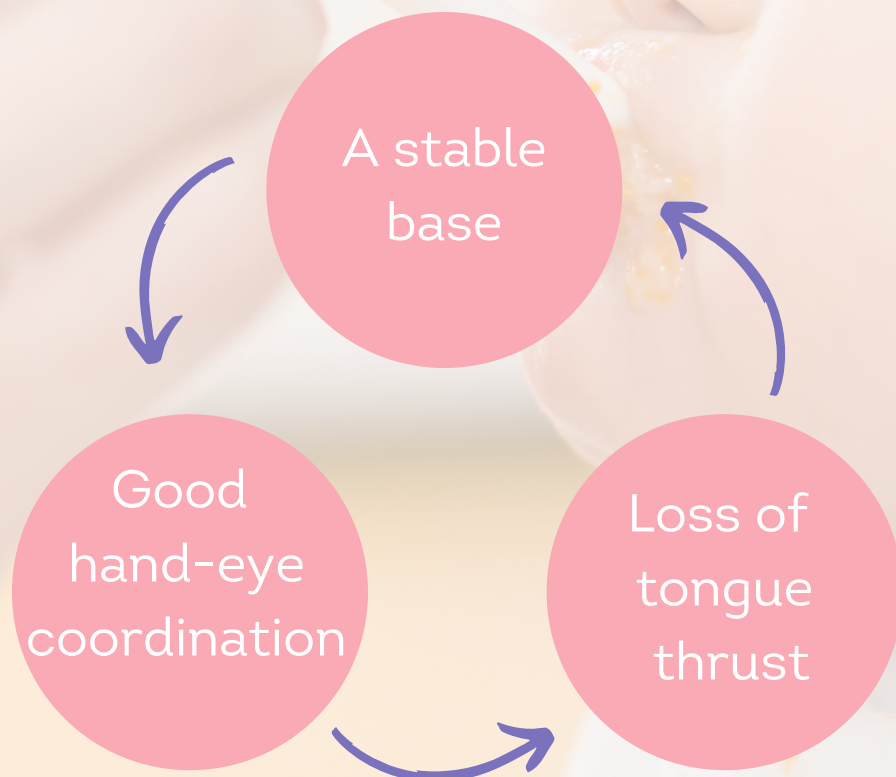 A stable
base
Good
hand-eye
coordination
Loss of
tongue
thrust